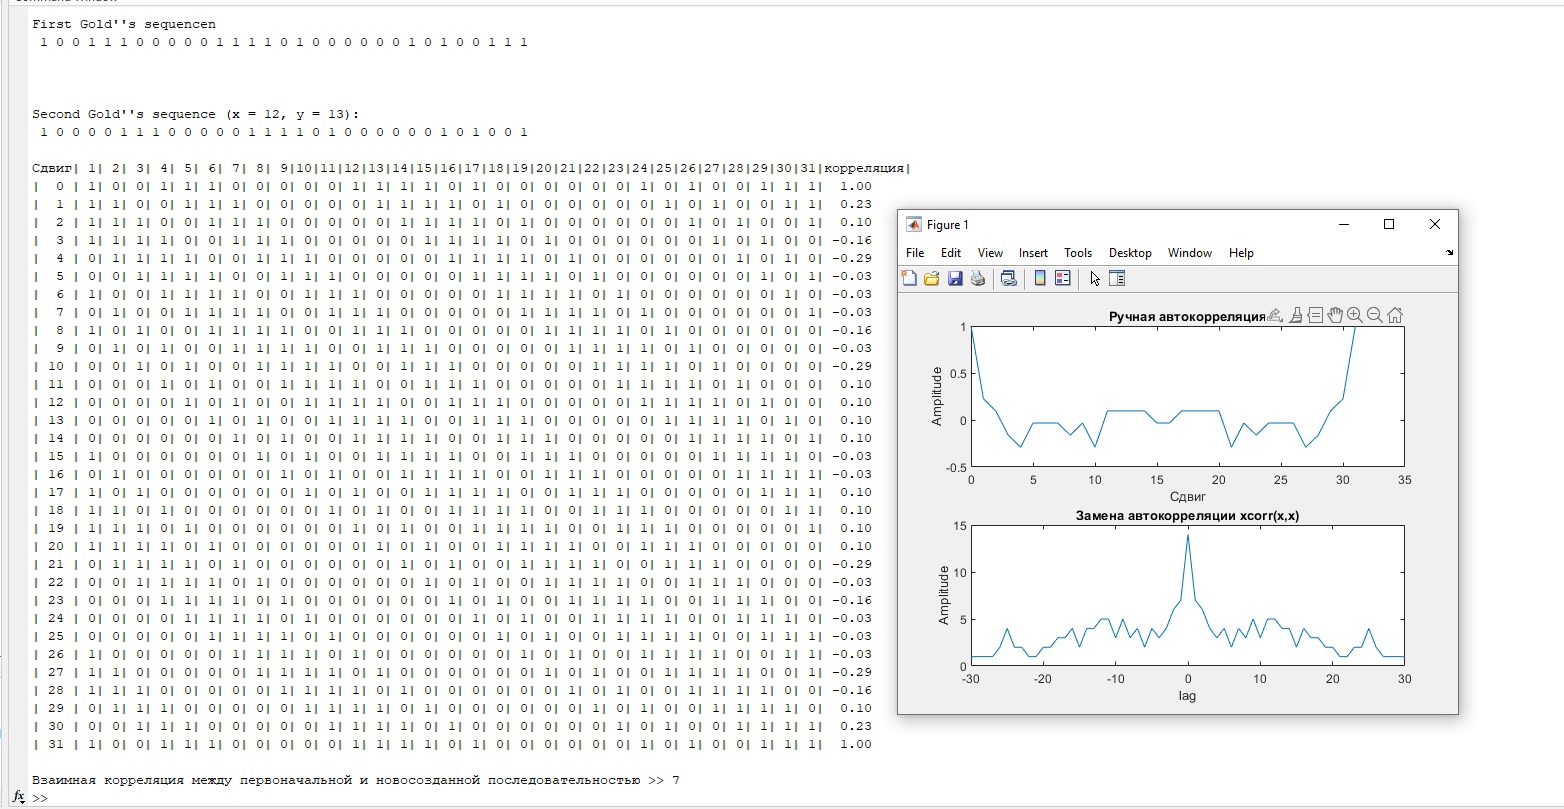 First Gold''s sequencen
1 0 0 1 1 1 0 0 0 0 0 1 1 1 1 0 1 0 0 0 0 0 0 1 0 1 0 0 1 1 1
Second Gold''s sequence (x = 12, y = 13):
1 0 0 0 0 1 1 1 0 0 0 0 0 1 1 1 1 0 1 0 0 0 0 0 0 1 0 1 0 0 1
Сдвиг| 1| 2| 3| 4| 5| 6| 7| 8| 9|10|11|12|13|14|15|16|17|18|19|20|21|22|23|24|25|26|27|28|29|30|31|корреляция|
| 0 | 1| 0| 0| 1| 1| 1| 0| 0| 0| 0| 0| 1| 1| 1| 1| 0| 1| 0| 0| 0| 0| 0| 0| 1| 0| 1| 0| 0| 1| 1| 1| 1.00
| 1 | 1| 1| 0| 0| 1| 1| 1| 0| 0| 0| 0| 0| 1| 1| 1| 1| 0| 1| 0| 0| 0| 0| 0| 0| 1| 0| 1| 0| 0| 1| 1| 0.23
| 2 | 1| 1| 1| 0| 0| 1| 1| 1| 0| 0| 0| 0| 0| 1| 1| 1| 1| 0| 1| 0| 0| 0| 0| 0| 0| 1| 0| 1| 0| 0| 1| 0.10
| 3 | 1| 1| 1| 1| 0| 0| 1| 1| 1| 0| 0| 0| 0| 0| 1| 1| 1| 1| 0| 1| 0| 0| 0| 0| 0| 0| 1| 0| 1| 0| 0| -0.16
| 4 | 0| 1| 1| 1| 1| 0| 0| 1| 1| 1| 0| 0| 0| 0| 0| 1| 1| 1| 1| 0| 1| 0| 0| 0| 0| 0| 0| 1| 0| 1| 0| -0.29
| 5 | 0| 0| 1| 1| 1| 1| 0| 0| 1| 1| 1| 0| 0| 0| 0| 0| 1| 1| 1| 1| 0| 1| 0| 0| 0| 0| 0| 0| 1| 0| 1| -0.03
| 6 | 1| 0| 0| 1| 1| 1| 1| 0| 0| 1| 1| 1| 0| 0| 0| 0| 0| 1| 1| 1| 1| 0| 1| 0| 0| 0| 0| 0| 0| 1| 0| -0.03
| 7 | 0| 1| 0| 0| 1| 1| 1| 1| 0| 0| 1| 1| 1| 0| 0| 0| 0| 0| 1| 1| 1| 1| 0| 1| 0| 0| 0| 0| 0| 0| 1| -0.03
| 8 | 1| 0| 1| 0| 0| 1| 1| 1| 1| 0| 0| 1| 1| 1| 0| 0| 0| 0| 0| 1| 1| 1| 1| 0| 1| 0| 0| 0| 0| 0| 0| -0.16
| 9 | 0| 1| 0| 1| 0| 0| 1| 1| 1| 1| 0| 0| 1| 1| 1| 0| 0| 0| 0| 0| 1| 1| 1| 1| 0| 1| 0| 0| 0| 0| 0| -0.03
| 10 | 0| 0| 1| 0| 1| 0| 0| 1| 1| 1| 1| 0| 0| 1| 1| 1| 0| 0| 0| 0| 0| 1| 1| 1| 1| 0| 1| 0| 0| 0| 0| -0.29
| 11 | 0| 0| 0| 1| 0| 1| 0| 0| 1| 1| 1| 1| 0| 0| 1| 1| 1| 0| 0| 0| 0| 0| 1| 1| 1| 1| 0| 1| 0| 0| 0| 0.10
| 12 | 0| 0| 0| 0| 1| 0| 1| 0| 0| 1| 1| 1| 1| 0| 0| 1| 1| 1| 0| 0| 0| 0| 0| 1| 1| 1| 1| 0| 1| 0| 0| 0.10
| 13 | 0| 0| 0| 0| 0| 1| 0| 1| 0| 0| 1| 1| 1| 1| 0| 0| 1| 1| 1| 0| 0| 0| 0| 0| 1| 1| 1| 1| 0| 1| 0| 0.10
| 14 | 0| 0| 0| 0| 0| 0| 1| 0| 1| 0| 0| 1| 1| 1| 1| 0| 0| 1| 1| 1| 0| 0| 0| 0| 0| 1| 1| 1| 1| 0| 1| 0.10
| 15 | 1| 0| 0| 0| 0| 0| 0| 1| 0| 1| 0| 0| 1| 1| 1| 1| 0| 0| 1| 1| 1| 0| 0| 0| 0| 0| 1| 1| 1| 1| 0| -0.03
| 16 | 0| 1| 0| 0| 0| 0| 0| 0| 1| 0| 1| 0| 0| 1| 1| 1| 1| 0| 0| 1| 1| 1| 0| 0| 0| 0| 0| 1| 1| 1| 1| -0.03
| 17 | 1| 0| 1| 0| 0| 0| 0| 0| 0| 1| 0| 1| 0| 0| 1| 1| 1| 1| 0| 0| 1| 1| 1| 0| 0| 0| 0| 0| 1| 1| 1| 0.10
| 18 | 1| 1| 0| 1| 0| 0| 0| 0| 0| 0| 1| 0| 1| 0| 0| 1| 1| 1| 1| 0| 0| 1| 1| 1| 0| 0| 0| 0| 0| 1| 1| 0.10
| 19 | 1| 1| 1| 0| 1| 0| 0| 0| 0| 0| 0| 1| 0| 1| 0| 0| 1| 1| 1| 1| 0| 0| 1| 1| 1| 0| 0| 0| 0| 0| 1| 0.10
| 20 | 1| 1| 1| 1| 0| 1| 0| 0| 0| 0| 0| 0| 1| 0| 1| 0| 0| 1| 1| 1| 1| 0| 0| 1| 1| 1| 0| 0| 0| 0| 0| 0.10
| 21 | 0| 1| 1| 1| 1| 0| 1| 0| 0| 0| 0| 0| 0| 1| 0| 1| 0| 0| 1| 1| 1| 1| 0| 0| 1| 1| 1| 0| 0| 0| 0| -0.29
| 22 | 0| 0| 1| 1| 1| 1| 0| 1| 0| 0| 0| 0| 0| 0| 1| 0| 1| 0| 0| 1| 1| 1| 1| 0| 0| 1| 1| 1| 0| 0| 0| -0.03
| 23 | 0| 0| 0| 1| 1| 1| 1| 0| 1| 0| 0| 0| 0| 0| 0| 1| 0| 1| 0| 0| 1| 1| 1| 1| 0| 0| 1| 1| 1| 0| 0| -0.16
| 24 | 0| 0| 0| 0| 1| 1| 1| 1| 0| 1| 0| 0| 0| 0| 0| 0| 1| 0| 1| 0| 0| 1| 1| 1| 1| 0| 0| 1| 1| 1| 0| -0.03
| 25 | 0| 0| 0| 0| 0| 1| 1| 1| 1| 0| 1| 0| 0| 0| 0| 0| 0| 1| 0| 1| 0| 0| 1| 1| 1| 1| 0| 0| 1| 1| 1| -0.03
| 26 | 1| 0| 0| 0| 0| 0| 1| 1| 1| 1| 0| 1| 0| 0| 0| 0| 0| 0| 1| 0| 1| 0| 0| 1| 1| 1| 1| 0| 0| 1| 1| -0.03
| 27 | 1| 1| 0| 0| 0| 0| 0| 1| 1| 1| 1| 0| 1| 0| 0| 0| 0| 0| 0| 1| 0| 1| 0| 0| 1| 1| 1| 1| 0| 0| 1| -0.29
| 28 | 1| 1| 1| 0| 0| 0| 0| 0| 1| 1| 1| 1| 0| 1| 0| 0| 0| 0| 0| 0| 1| 0| 1| 0| 0| 1| 1| 1| 1| 0| 0| -0.16
| 29 | 0| 1| 1| 1| 0| 0| 0| 0| 0| 1| 1| 1| 1| 0| 1| 0| 0| 0| 0| 0| 0| 1| 0| 1| 0| 0| 1| 1| 1| 1| 0| 0.10
| 30 | 0| 0| 1| 1| 1| 0| 0| 0| 0| 0| 1| 1| 1| 1| 0| 1| 0| 0| 0| 0| 0| 0| 1| 0| 1| 0| 0| 1| 1| 1| 1| 0.23
| 31 | 1| 0| 0| 1| 1| 1| 0| 0| 0| 0| 0| 1| 1| 1| 1| 0| 1| 0| 0| 0| 0| 0| 0| 1| 0| 1| 0| 0| 1| 1| 1| 1.00
Взаимная корреляция между первоначальной и новосозданной последовательностью >> 7
fx >>
Figure 1
File Edit View Insert Tools Desktop Window Help
Ручная автокорреляция
1
0.5
0
-0.5
Amplitude
0 5 10 15 20 25 30 35
Сдвиг
Замена автокорреляции xcorr(x,x)
15
10
5
0
Amplitude
-30 -20 -10 0 10 20 30
lag